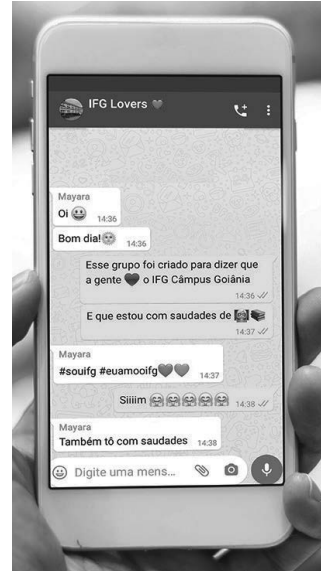 IFG Lovers
Mayara
Oi 14:36
Bom dia! 14:36
Esse grupo foi criado para dizer que
a gente o IFG Câmpus Goiânia
14:36
E que estou com saudades de
14:37
Mayara
#souifg #euamooifg 14:37
Siiiim 14:38
Mayara
Também tô com saudades 14:38
Digite uma mens...